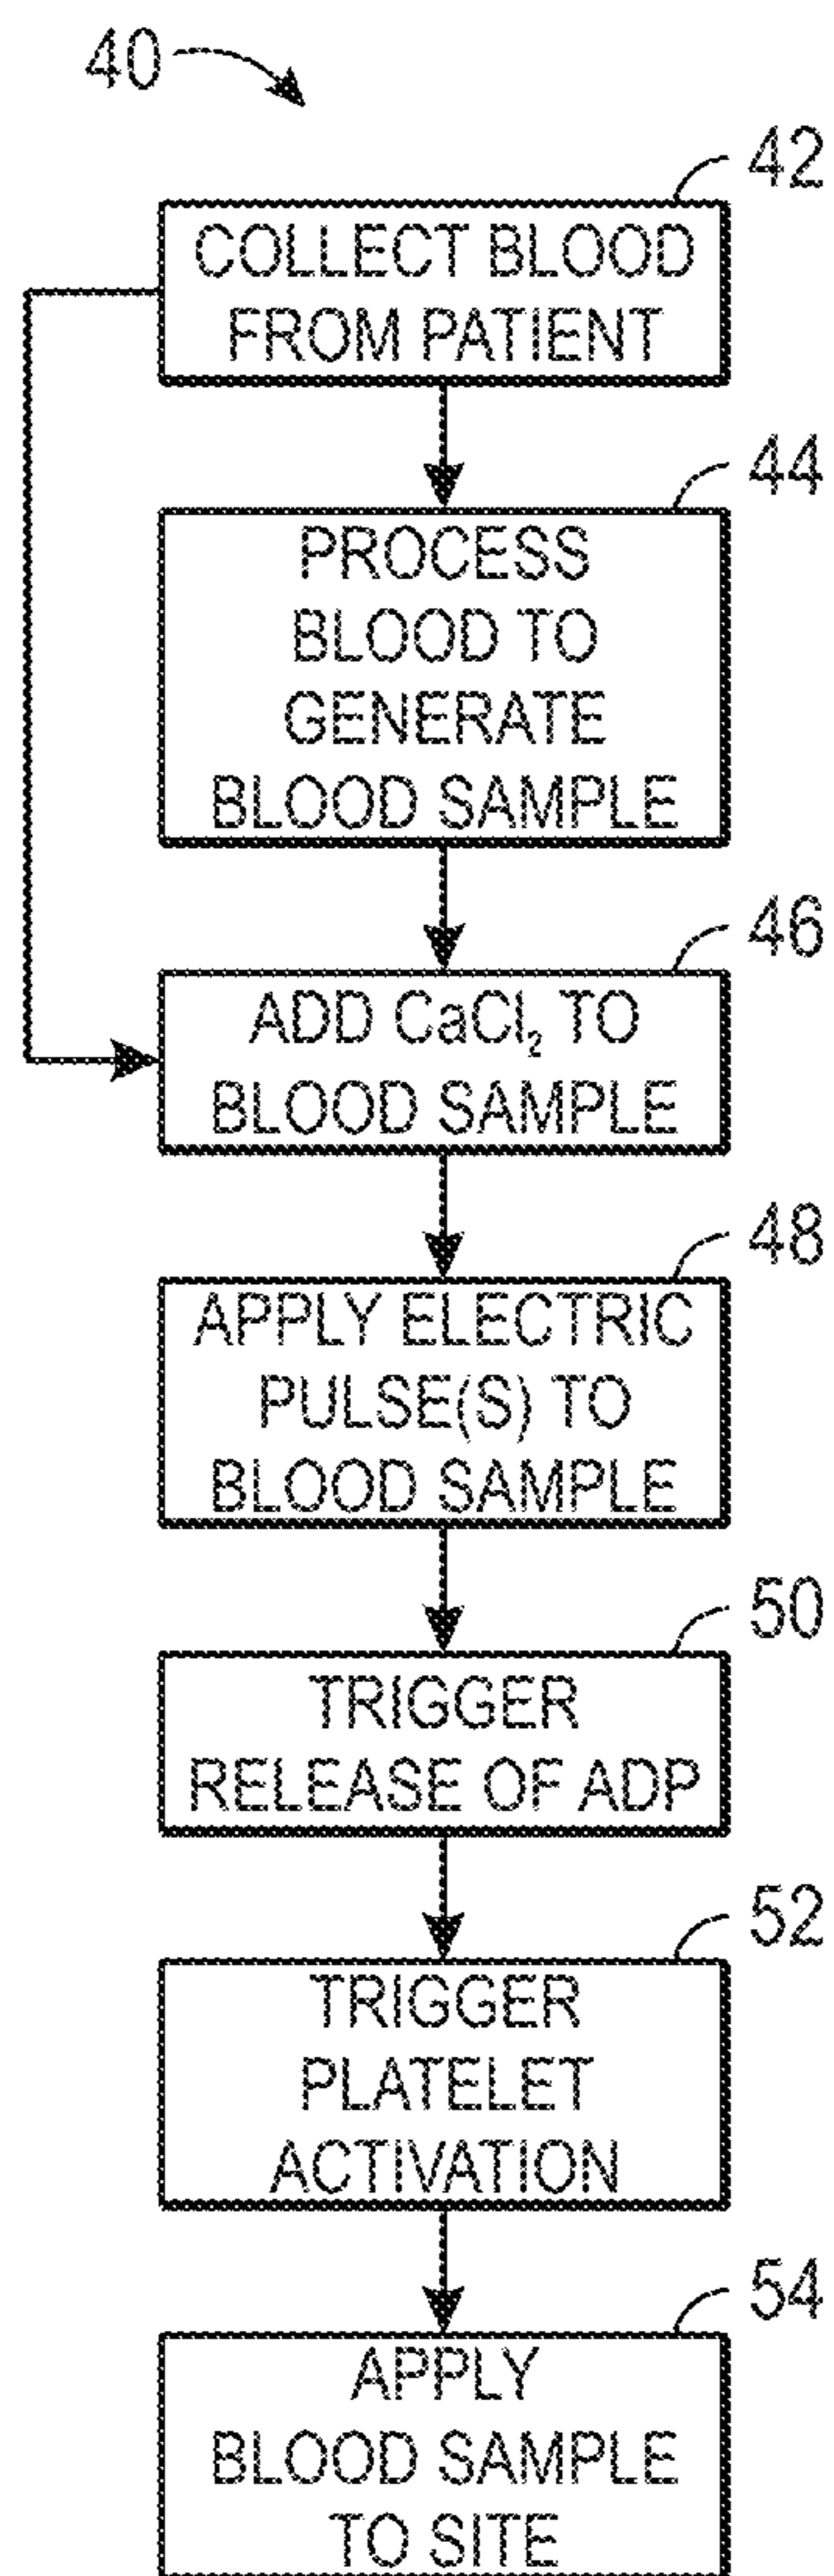 40
42
COLLECT BLOOD
FROM PATIENT
44
PROCESS
BLOOD TO
GENERATE
BLOOD SAMPLE
46
ADD CaCl₂ TO
BLOOD SAMPLE
48
APPLY ELECTRIC
PULSE(S) TO
BLOOD SAMPLE
50
TRIGGER
RELEASE OF ADP
52
TRIGGER
PLATELET
ACTIVATION
54
APPLY
BLOOD SAMPLE
TO SITE